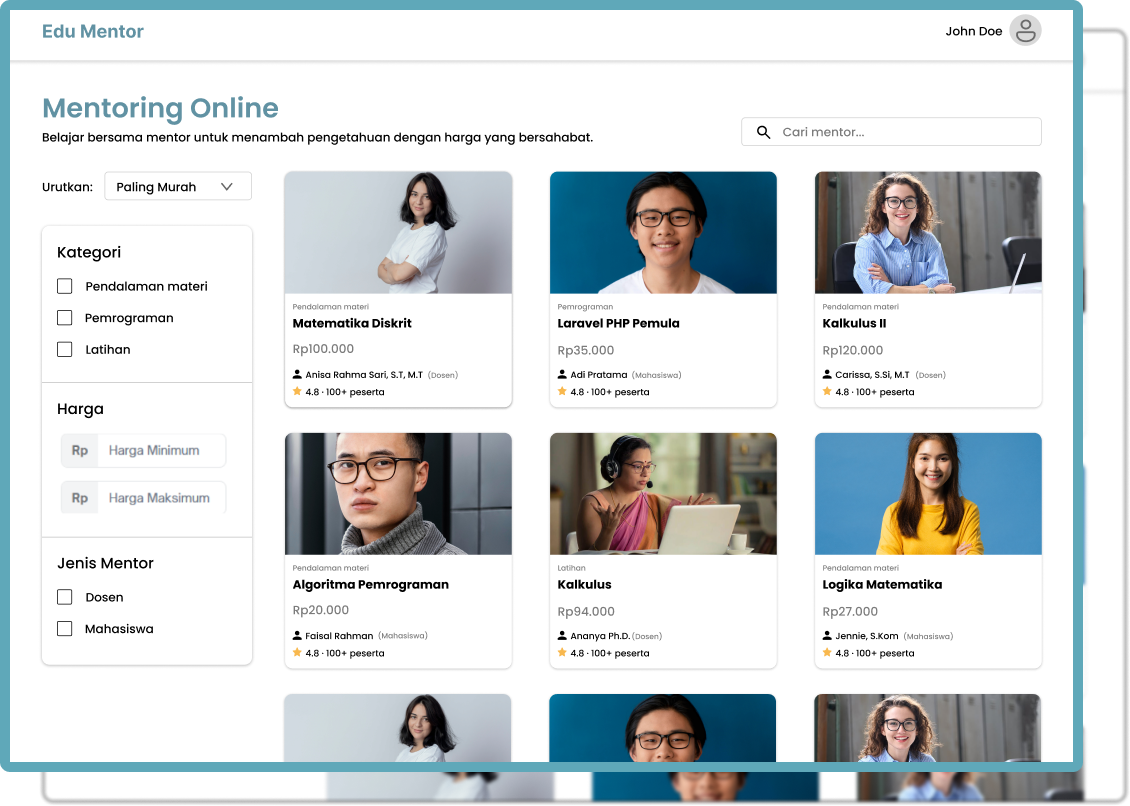 Edu Mentor
John Doe
Mentoring Online
Belajar bersama mentor untuk menambah pengetahuan dengan harga yang bersahabat.
Cari mentor...
Urutkan:
Paling Murah
Kategori
Pendalaman materi
Pemrograman
Latihan
Harga
Rp Harga Minimum
Rp Harga Maksimum
Jenis Mentor
Dosen
Mahasiswa
Pendalaman materi
Matematika Diskrit
Rp100.000
Anisa Rahma Sari, S.T, M.T (Dosen)
4.8 · 100+ peserta
Pemrograman
Laravel PHP Pemula
Rp35.000
Adi Pratama (Mahasiswa)
4.8 · 100+ peserta
Pendalaman materi
Kalkulus II
Rp120.000
Carissa, S.Si, M.T (Dosen)
4.8 · 100+ peserta
Pendalaman materi
Algoritma Pemrograman
Rp20.000
Faisal Rahman (Mahasiswa)
4.8 · 100+ peserta
Latihan
Kalkulus
Rp94.000
Ananya Ph.D. (Dosen)
4.8 · 100+ peserta
Pendalaman materi
Logika Matematika
Rp27.000
Jennie, S.Kom (Mahasiswa)
4.8 · 100+ peserta